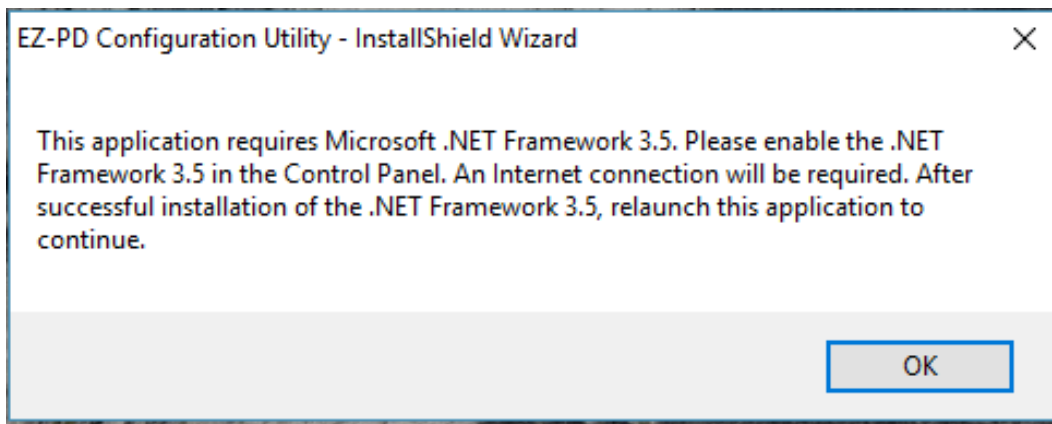 EZ-PD Configuration Utility - InstallShield Wizard
This application requires Microsoft .NET Framework 3.5. Please enable the .NET
Framework 3.5 in the Control Panel. An Internet connection will be required. After
successful installation of the .NET Framework 3.5, relaunch this application to
continue.
OK